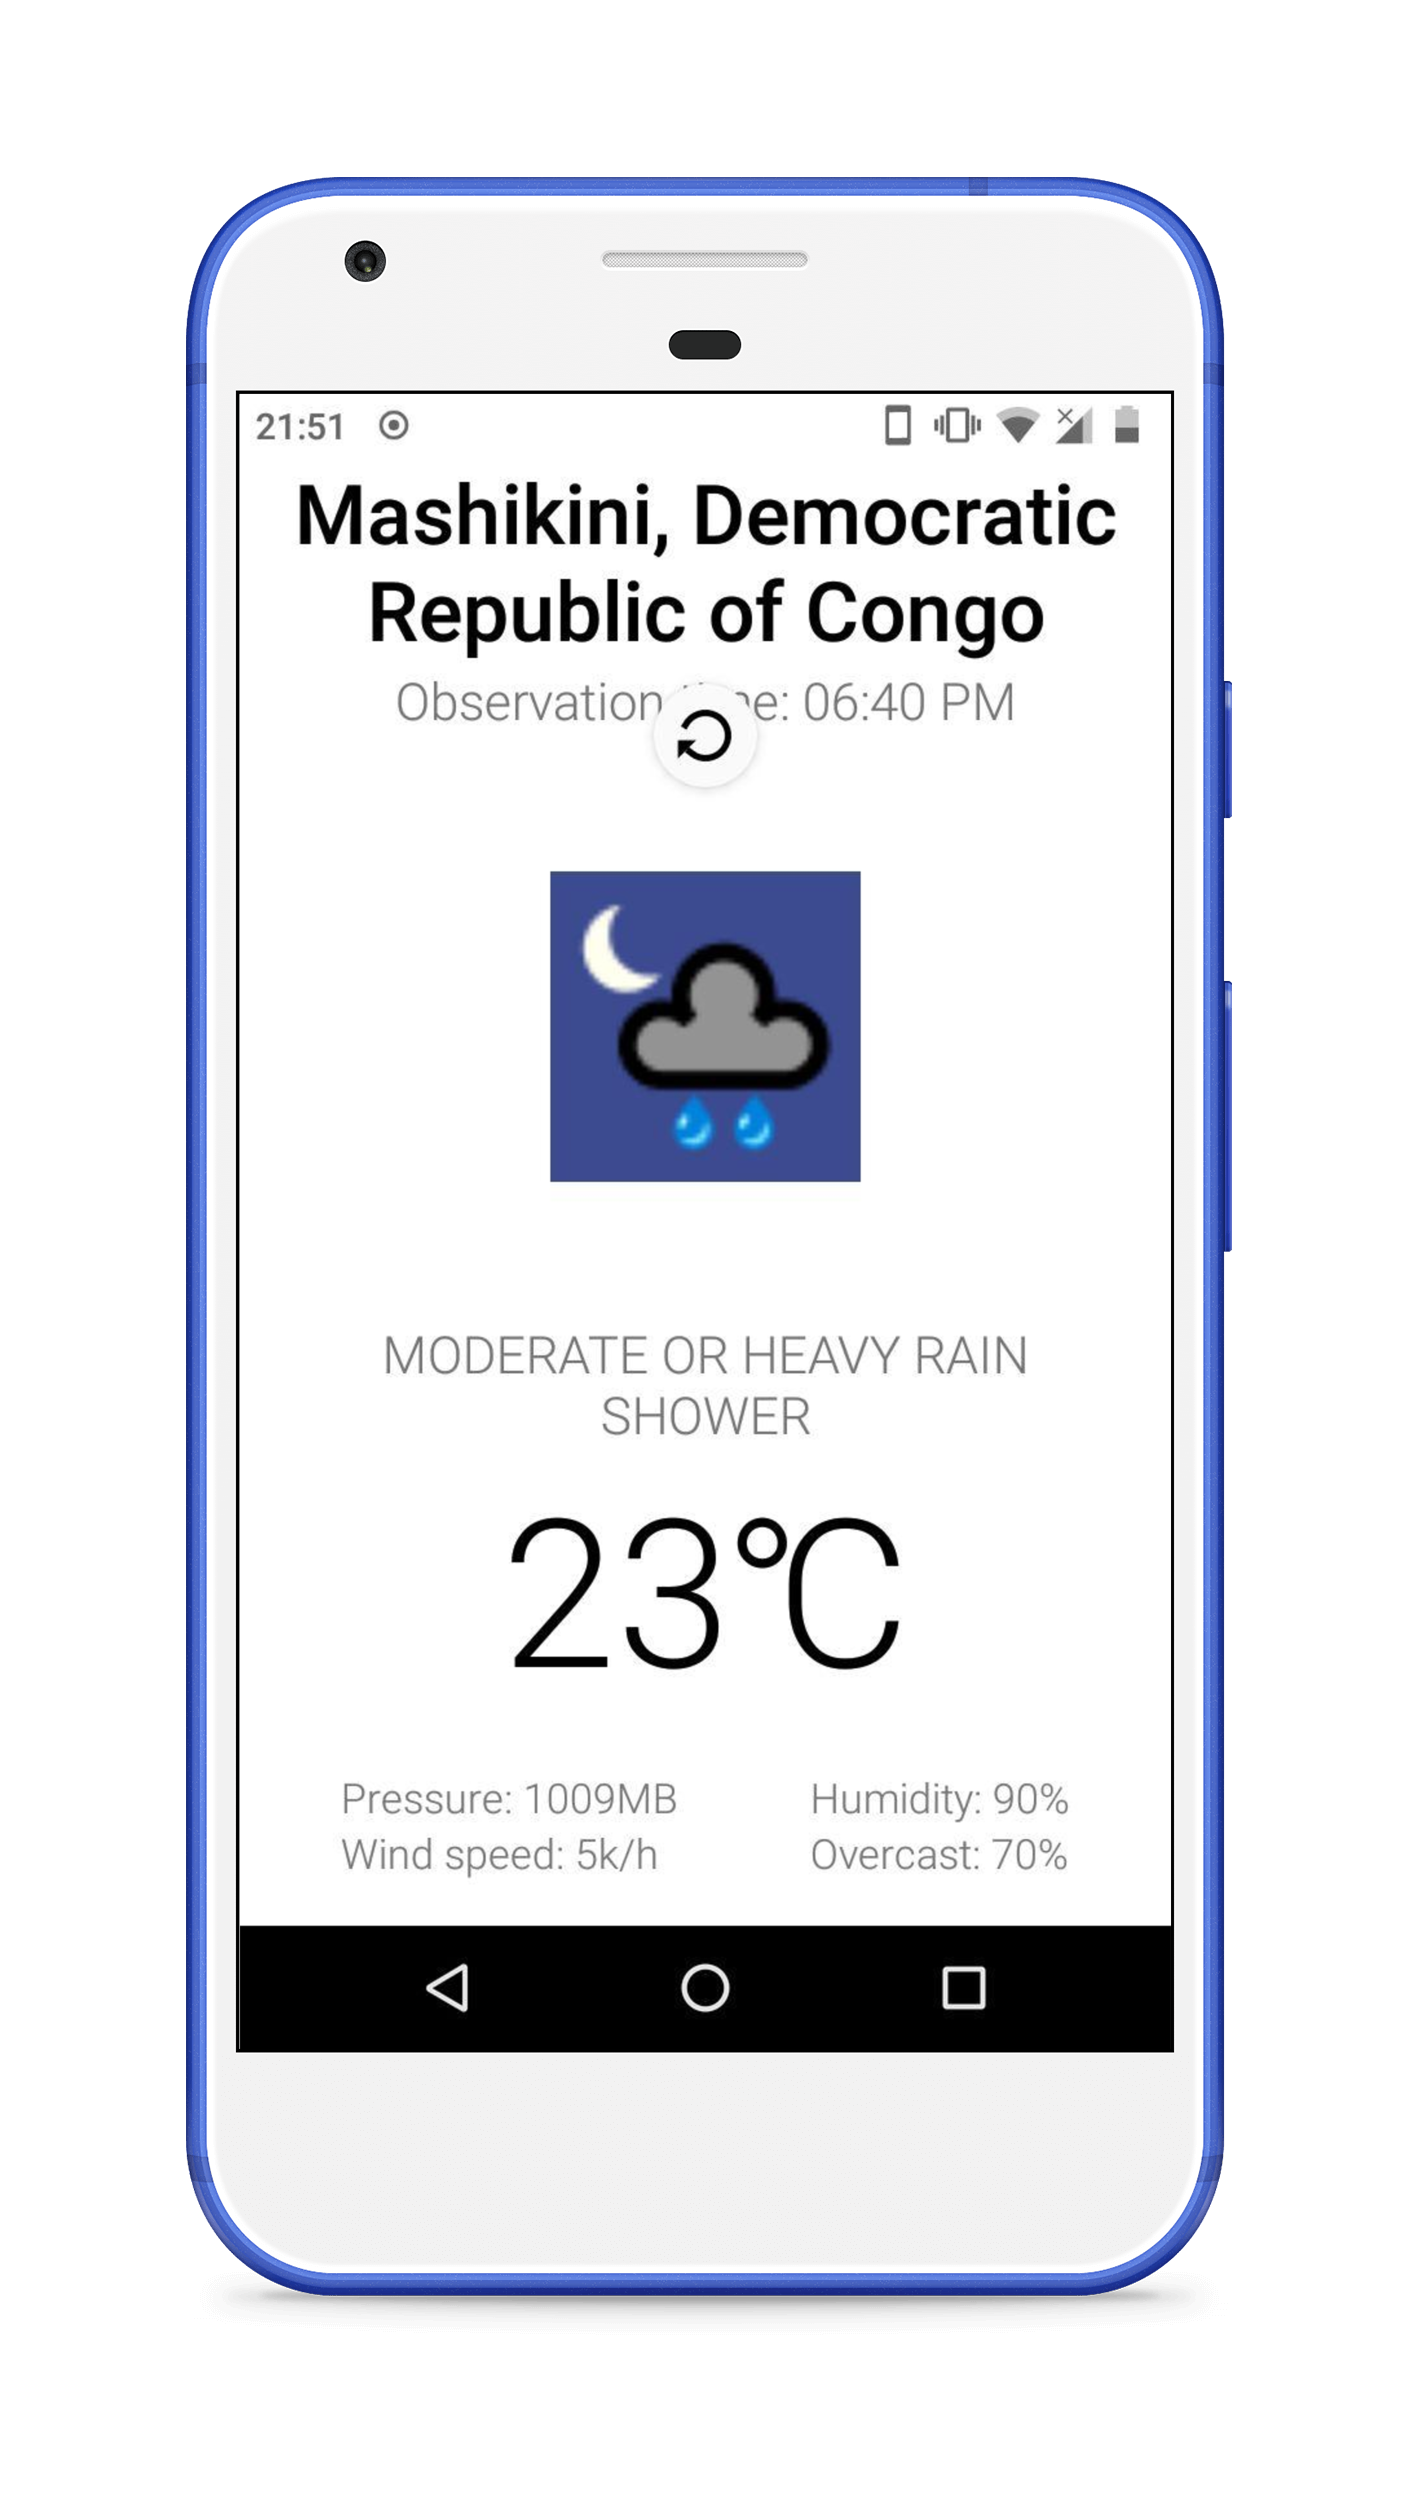 21:51
Mashikini, Democratic
Republic of Congo
Observation : 06:40 PM
MODERATE OR HEAVY RAIN
SHOWER
23℃
Pressure: 1009MB
Humidity: 90%
Wind speed: 5k/h
Overcast: 70%